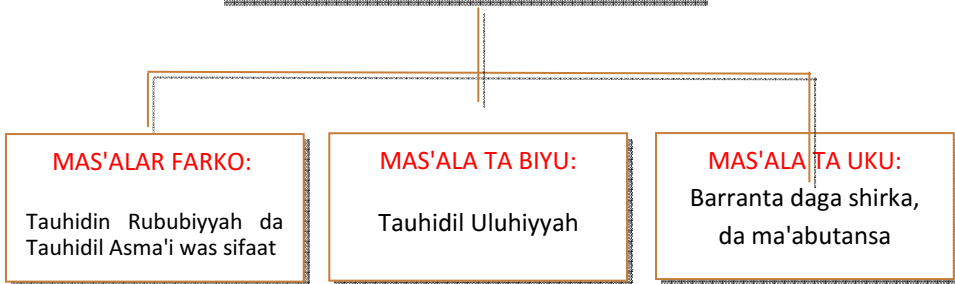 MAS'ALAR FARKO:
Tauhidin Rububiyyah da
Tauhidil Asma'i was sifaat
MAS'ALA TA BIYU:
Tauhidil Uluhiyyah
MAS'ALA TA UKU:
Barranta daga shirka,
da ma'abutansa